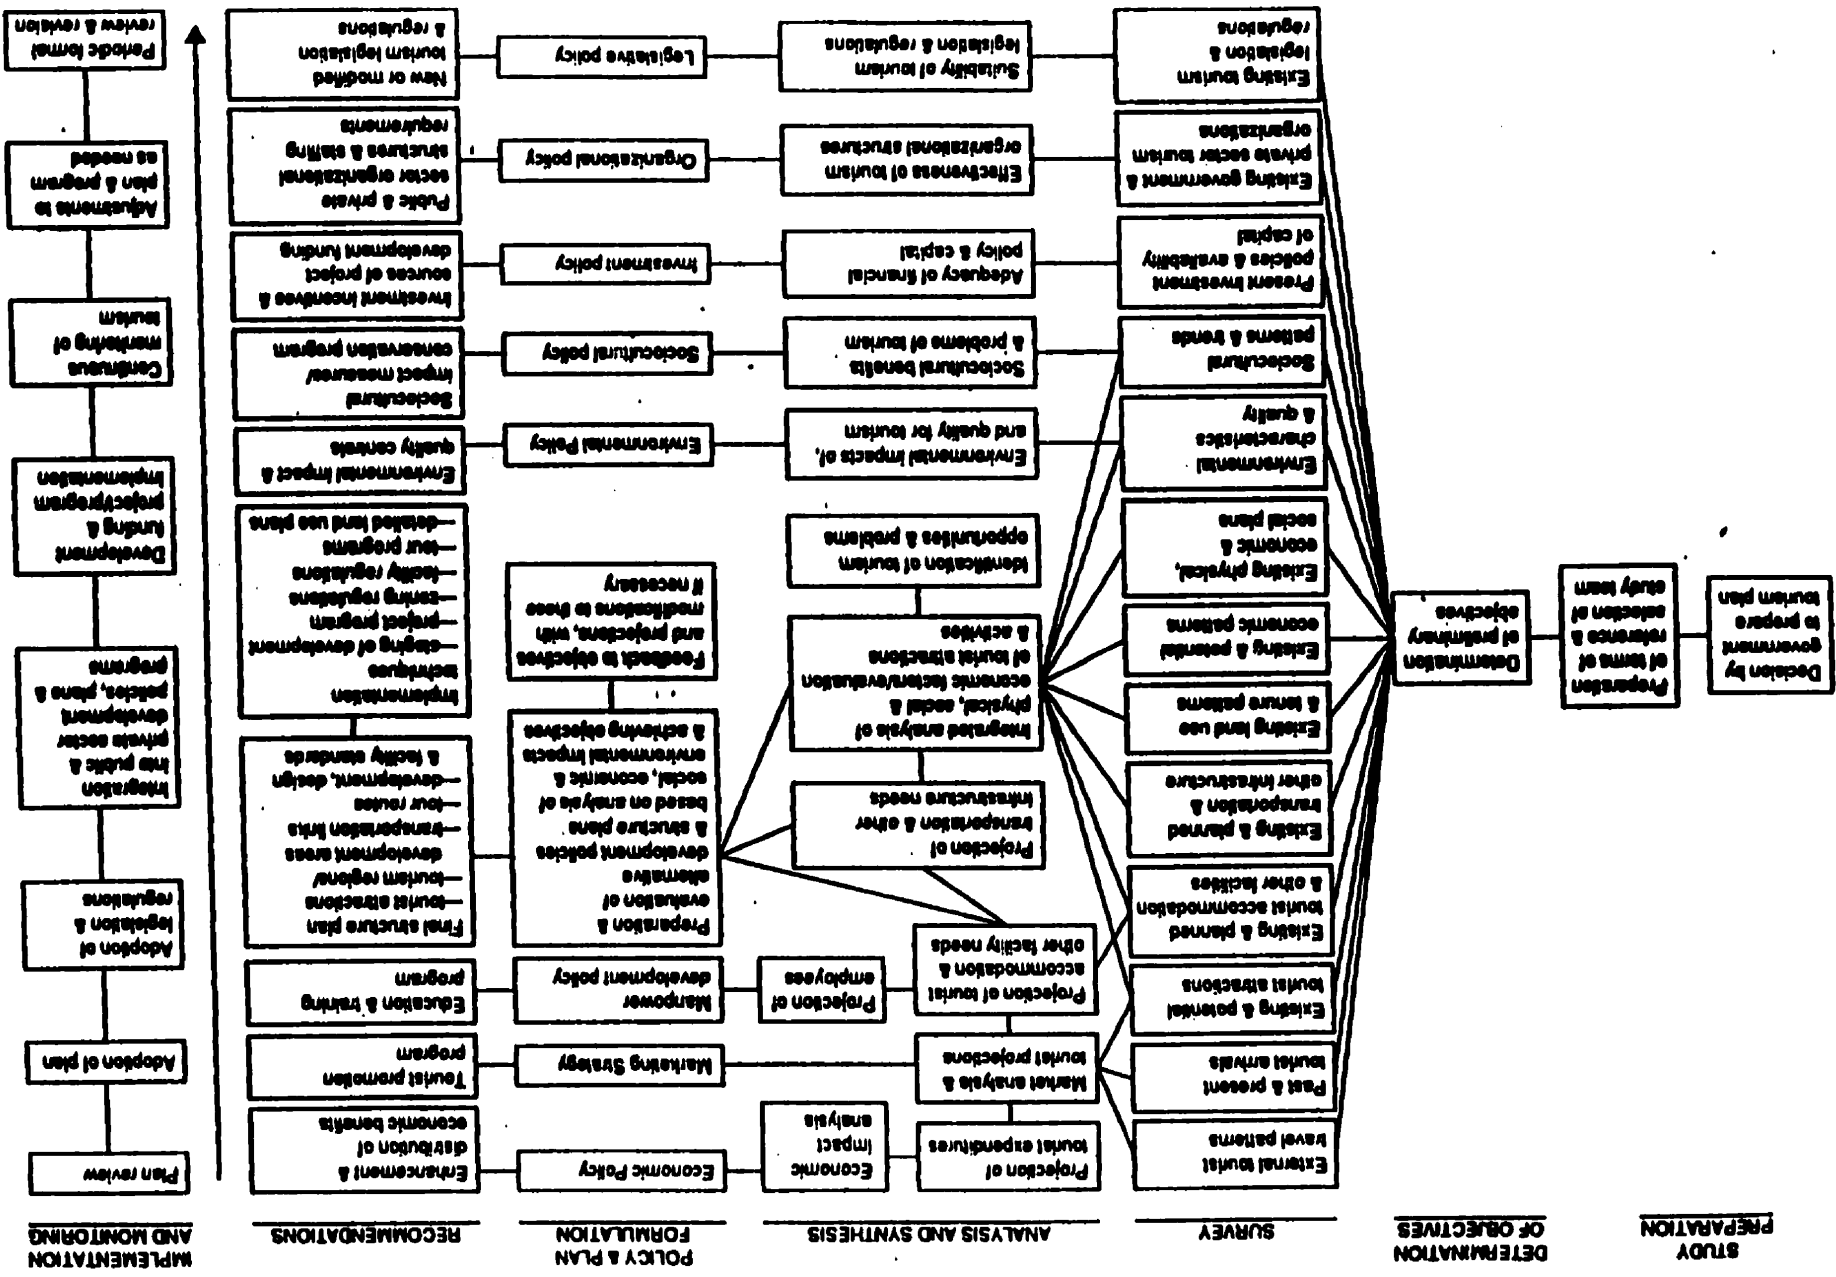 STUDY
PREPARATION
DETERMINATION
OF OBJECTIVES
SURVEY
ANALYSIS AND SYNTHESIS
POLICY & PLAN
FORMULATION
RECOMMENDATIONS
IMPLEMENTATION
AND MONITORING
Decision by
government
to prepare
tourism plan
Preparation
of terms of
reference &
selection of
study team
Determination
of preliminary
objectives
External tourist
travel patterns
Past & present
tourist arrivals
Existing & potential
tourist attractions
Existing & planned
tourist accommodation
& other facilities
Existing & planned
transportation &
other infrastructure
Existing land use
& tenure patterns
Existing & potential
economic patterns
Existing physical,
economic &
social plans
Environmental
characteristics
& quality
Sociocultural
patterns & trends
Present Investment
policies & availability
of capital
Existing government &
private sector tourism
organizations
Existing tourism
legislation &
regulations
Projection of
tourist expenditures
Economic
impact
analysis
Market analysis &
tourist projections
Projection of tourist
accommodation &
other facility needs
Projection of
employees
Projection of
transportation & other
infrastructure needs
Integrated analysis of
physical, social &
economic factors/evaluation
of tourist attractions
& activities
Identification of tourism
opportunities & problems
Environmental impacts of,
and quality for tourism
Sociocultural benefits
& problems of tourism
Adequacy of financial
policy & capital
Effectiveness of tourism
organizational structures
Suitability of tourism
legislation & regulations
Economic Policy
Marketing Strategy
Manpower
development policy
Preparation &
evaluation of
alternative
development policies
& structure plans
based on analysis of
social, economic &
environmental impacts
& achieving objectives
Feedback to objectives
and projections, with
modifications to these
if necessary
Environmental Policy
Sociocultural policy
Investment policy
Organizational policy
Legislative policy
Enhancement &
distribution of
economic benefits
Tourist promotion
program
Education & training
program
Final structure plan
—tourist attractions
—tourism regions/
development areas
—transportation links
—tour routes
—development, design
& facility standards
Implementation
techniques
—staging of development
project program
—zoning regulations
—facility regulations
—tour programs
—detailed land use plans
Environmental impact &
quality controls
Sociocultural
impact measures/
conservation program
Investment incentives &
sources of project
development funding
Public & private
sector organizational
structures & staffing
requirements
New or modified
tourism legislation
& regulations
Plan review
Adoption of plan
Adoption of
legislation &
regulations
Integration
into public &
private sector
development
policies, plans &
programs
Development
funding &
project/program
implementation
Continuous
monitoring of
tourism
Adjustments to
plan & program
as needed
Periodic formal
review & revision